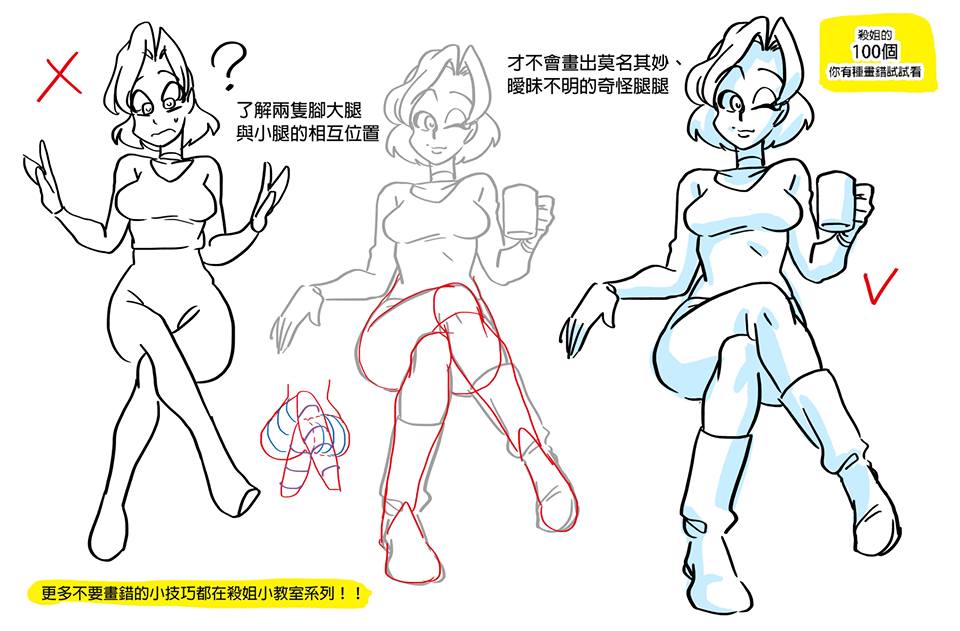 殺姐的
100個
你有種畫錯試試看
?
了解兩隻腳大腿
與小腿的相互位置
才不會畫出莫名其妙、
曖昧不明的奇怪腿腿
更多不要畫錯的小技巧都在殺姐小教室系列！！